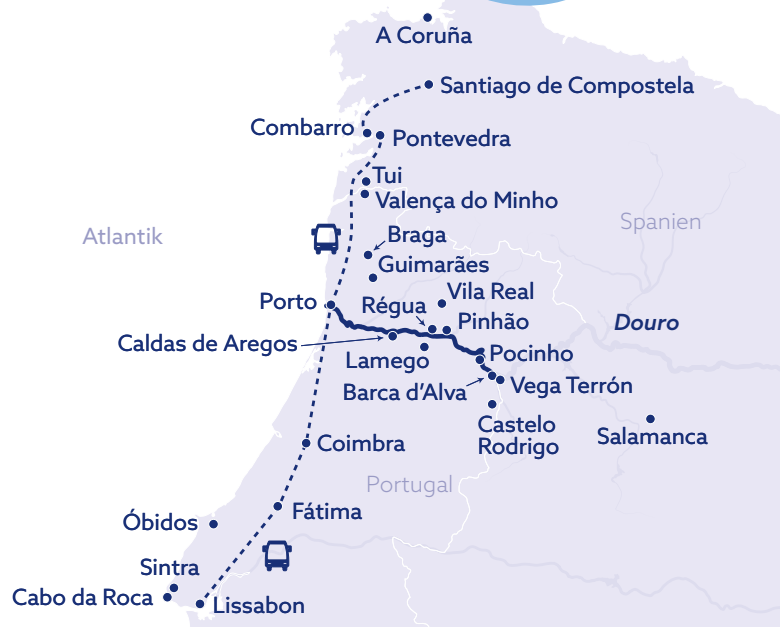 A Coruña
Santiago de Compostela
Combarro
Pontevedra
Tui
Valença do Minho
Spanien
Atlantik
Braga
Guimarães
Vila Real
Porto
Régua
Pinhão
Douro
Caldas de Aregos
Lamego
Pocinho
Barca d’Alva
Vega Terrón
Castelo
Rodrigo
Salamanca
Coimbra
Portugal
Fátima
Óbidos
Sintra
Cabo da Roca
Lissabon